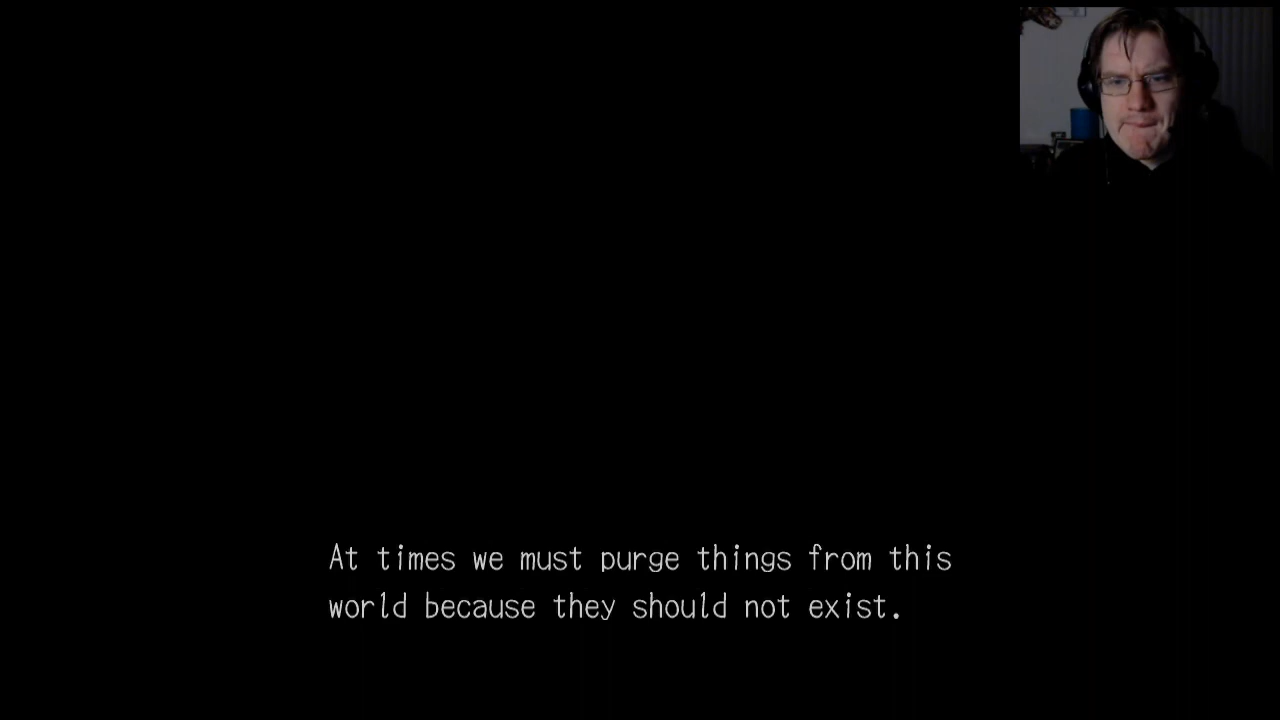 At times we must purge things from this
world because they should not exist.